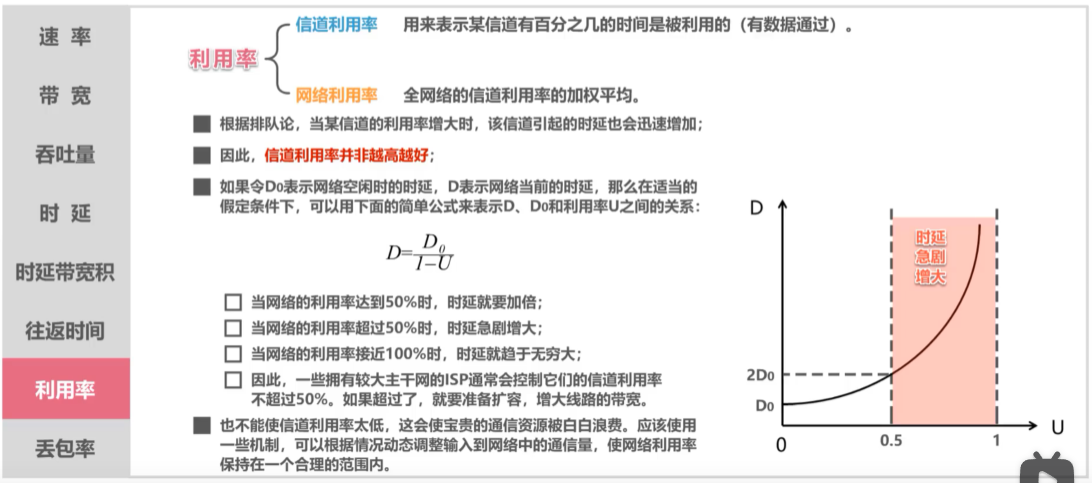 速 率
带 宽
吞吐量
时 延
时延带宽积
往返时间
利用率
丢包率
利用率
信道利用率 用来表示某信道有百分之几的时间是被利用的（有数据通过）。
网络利用率 全网络的信道利用率的加权平均。
根据排队论，当某信道的利用率增大时，该信道引起的时延也会迅速增加；
因此，信道利用率并非越高越好；
如果令D0表示网络空闲时的时延，D表示网络当前的时延，那么在适当的
假定条件下，可以用下面的简单公式来表示D、D0和利用率U之间的关系：
D=D0/1-U
当网络的利用率达到50%时，时延就要加倍；
当网络的利用率超过50%时，时延急剧增大；
当网络的利用率接近100%时，时延就趋于无穷大；
因此，一些拥有较大主干网的ISP通常会控制它们的信道利用率
不超过50%。如果超过了，就要准备扩容，增大线路的带宽。
也不能使信道利用率太低，这会使宝贵的通信资源被白白浪费。应该使用
一些机制，可以根据情况动态调整输入到网络中的通信量，使网络利用率
保持在一个合理的范围内。
D
时延
急剧
增大
2D0
D0
0
0.5
1
U